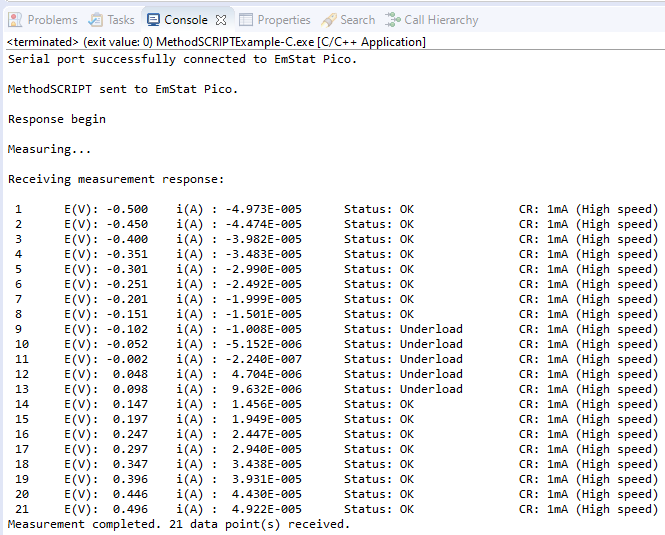 Problems Tasks Console Properties Search Call Hierarchy
<terminated> (exit value: 0) MethodSCRIPTExample-C.exe [C/C++ Application]
Serial port successfully connected to EmStat Pico.
MethodSCRIPT sent to EmStat Pico.
Response begin
Measuring...
Receiving measurement response:
1 E(V): -0.500 i(A) : -4.973E-005 Status: OK CR: 1mA (High speed)
2 E(V): -0.450 i(A) : -4.474E-005 Status: OK CR: 1mA (High speed)
3 E(V): -0.400 i(A) : -3.982E-005 Status: OK CR: 1mA (High speed)
4 E(V): -0.351 i(A) : -3.483E-005 Status: OK CR: 1mA (High speed)
5 E(V): -0.301 i(A) : -2.990E-005 Status: OK CR: 1mA (High speed)
6 E(V): -0.251 i(A) : -2.492E-005 Status: OK CR: 1mA (High speed)
7 E(V): -0.201 i(A) : -1.999E-005 Status: OK CR: 1mA (High speed)
8 E(V): -0.151 i(A) : -1.501E-005 Status: OK CR: 1mA (High speed)
9 E(V): -0.102 i(A) : -1.008E-005 Status: Underload CR: 1mA (High speed)
10 E(V): -0.052 i(A) : -5.152E-006 Status: Underload CR: 1mA (High speed)
11 E(V): -0.002 i(A) : -2.240E-007 Status: Underload CR: 1mA (High speed)
12 E(V): 0.048 i(A) : 4.704E-006 Status: Underload CR: 1mA (High speed)
13 E(V): 0.098 i(A) : 9.632E-006 Status: Underload CR: 1mA (High speed)
14 E(V): 0.147 i(A) : 1.456E-005 Status: OK CR: 1mA (High speed)
15 E(V): 0.197 i(A) : 1.949E-005 Status: OK CR: 1mA (High speed)
16 E(V): 0.247 i(A) : 2.447E-005 Status: OK CR: 1mA (High speed)
17 E(V): 0.297 i(A) : 2.940E-005 Status: OK CR: 1mA (High speed)
18 E(V): 0.347 i(A) : 3.438E-005 Status: OK CR: 1mA (High speed)
19 E(V): 0.396 i(A) : 3.931E-005 Status: OK CR: 1mA (High speed)
20 E(V): 0.446 i(A) : 4.430E-005 Status: OK CR: 1mA (High speed)
21 E(V): 0.496 i(A) : 4.922E-005 Status: OK CR: 1mA (High speed)
Measurement completed. 21 data point(s) received.